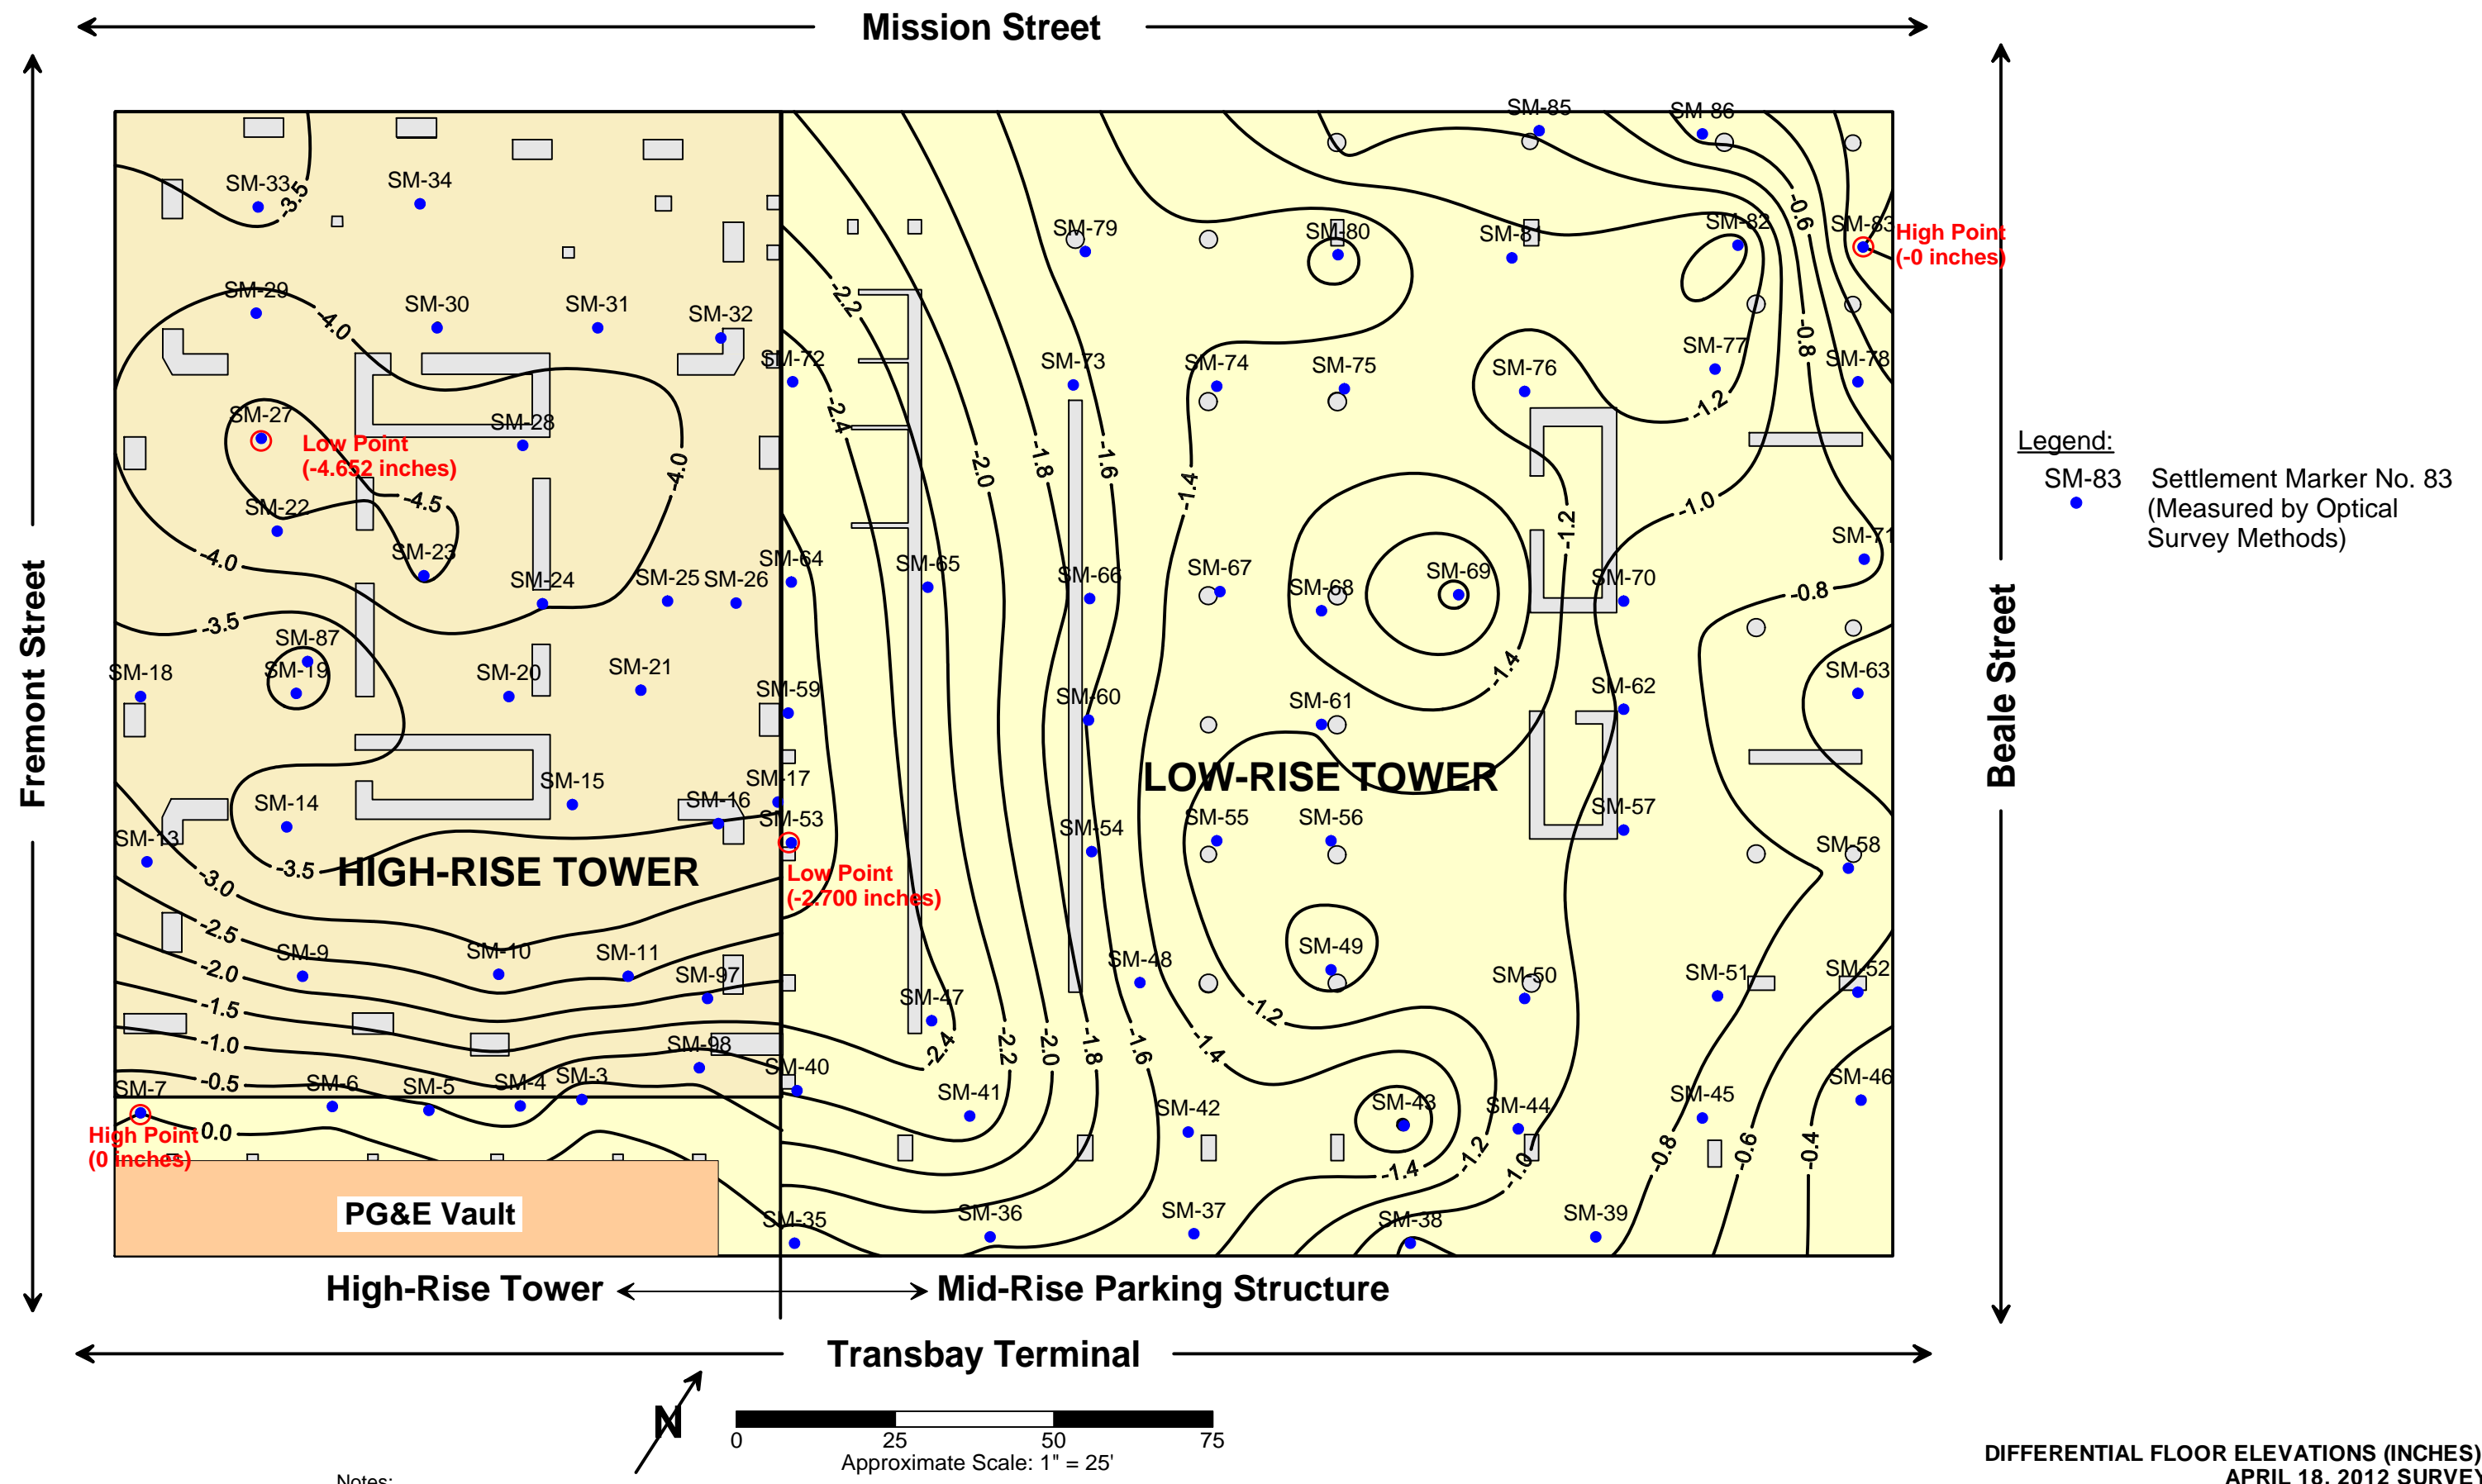 Mission Street
SM-85
SM-86
SM-33
-3.5
SM-34
SM-79
SM-80
SM-81
SM-82
-0.6
SM-83
High Point
(-0 inches)
SM-29
-4.0
SM-30
SM-31
SM-32
-2.2
SM-72
SM-73
SM-74
SM-75
SM-76
SM-77
-0.8
SM-78
-2.4
-1.2
SM-27
Low Point
(-4.652 inches)
SM-28
-4.0
-2.0
-1.8
-1.6
-1.4
Legend:
SM-83 Settlement Marker No. 83
(Measured by Optical
Survey Methods)
SM-22
-4.5
-1.2
-1.0
SM-23
-4.0
SM-24
SM-25
SM-26
SM-64
SM-65
SM-66
SM-67
SM-68
SM-69
SM-70
SM-71
-0.8
-3.5
SM-87
SM-18
SM-19
SM-20
SM-21
SM-59
SM-60
SM-61
-1.4
SM-62
SM-63
Fremont Street
Beale Street
LOW-RISE TOWER
SM-13
SM-14
SM-15
SM-16
SM-17
SM-53
SM-54
SM-55
SM-56
SM-57
SM-58
-3.0
-3.5
HIGH-RISE TOWER
Low Point
(-2.700 inches)
-2.5
-2.0
SM-9
SM-10
SM-11
SM-97
SM-47
SM-48
SM-49
SM-50
SM-51
SM-52
-1.5
-1.2
-1.0
SM-98
-2.4
-2.2
-2.0
-1.8
-1.6
-1.4
-0.5
SM-7
SM-6
SM-5
SM-4
SM-3
SM-40
SM-41
SM-42
SM-43
SM-44
SM-45
SM-46
High Point
(0 inches)
0.0
-1.4
-1.2
-1.0
-0.8
-0.6
-0.4
PG&E Vault
SM-35
SM-36
SM-37
SM-38
SM-39
High-Rise Tower
Mid-Rise Parking Structure
Transbay Terminal
N
0 25 50 75
Approximate Scale: 1" = 25'
DIFFERENTIAL FLOOR ELEVATIONS (INCHES)
APRIL 18, 2012 SURVEY
Notes: